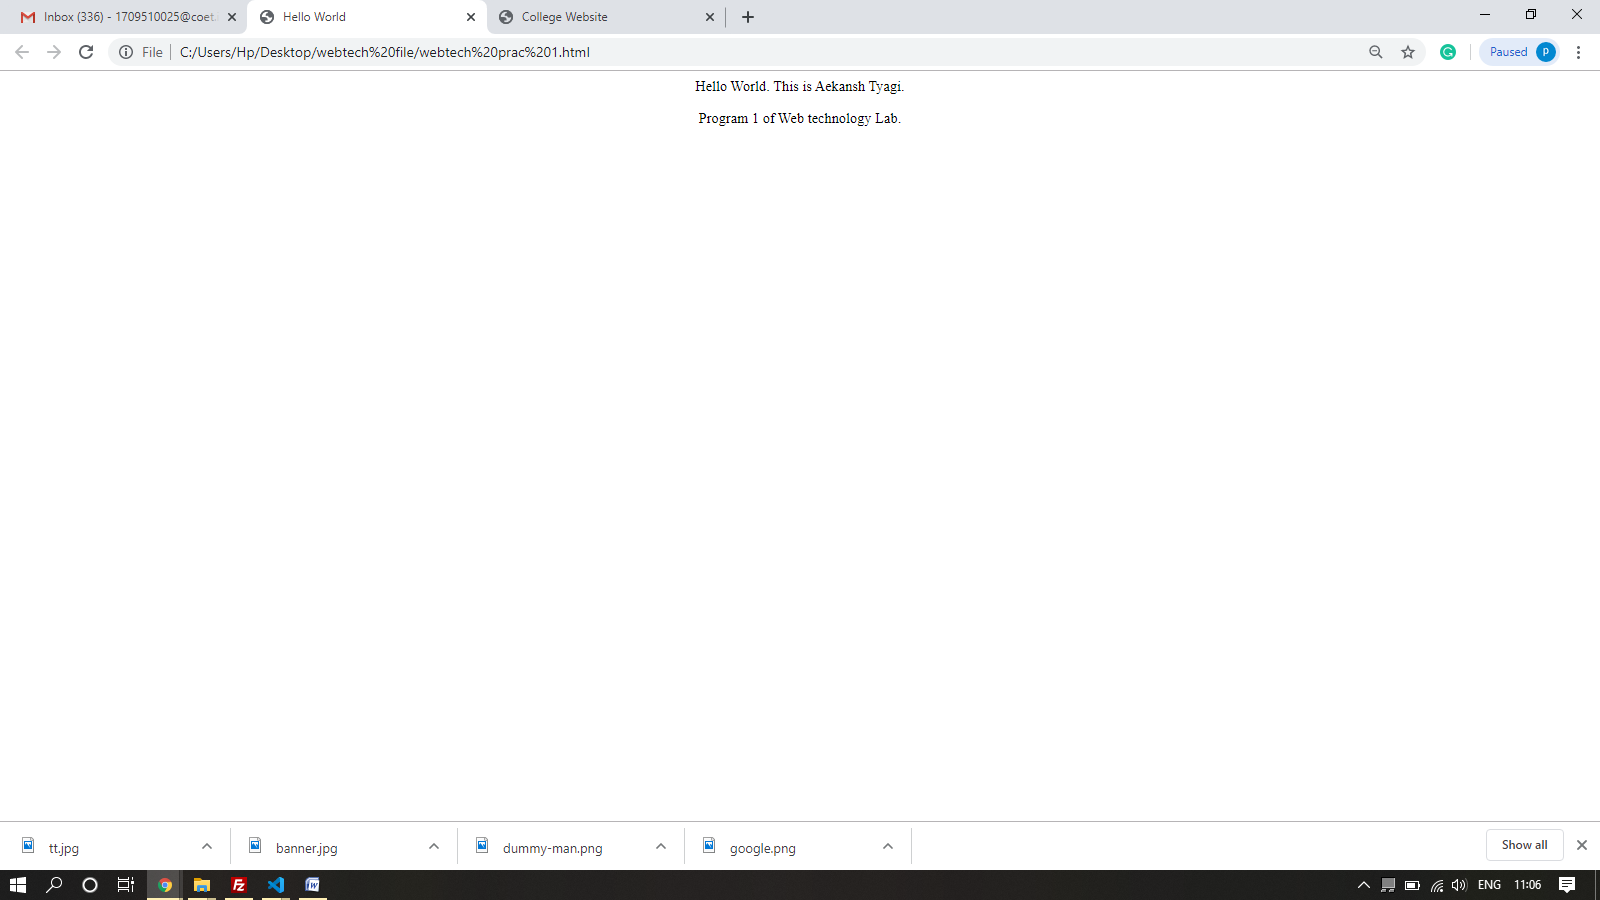 Inbox (336) - 1709510025@coet.
Hello World
College Website
File
C:/Users/Hp/Desktop/webtech%20file/webtech%20prac%201.html
Paused
P
Hello World. This is Aekansh Tyagi.
Program 1 of Web technology Lab.
tt.jpg
banner.jpg
dummy-man.png
google.png
Show all
ENG
11:06